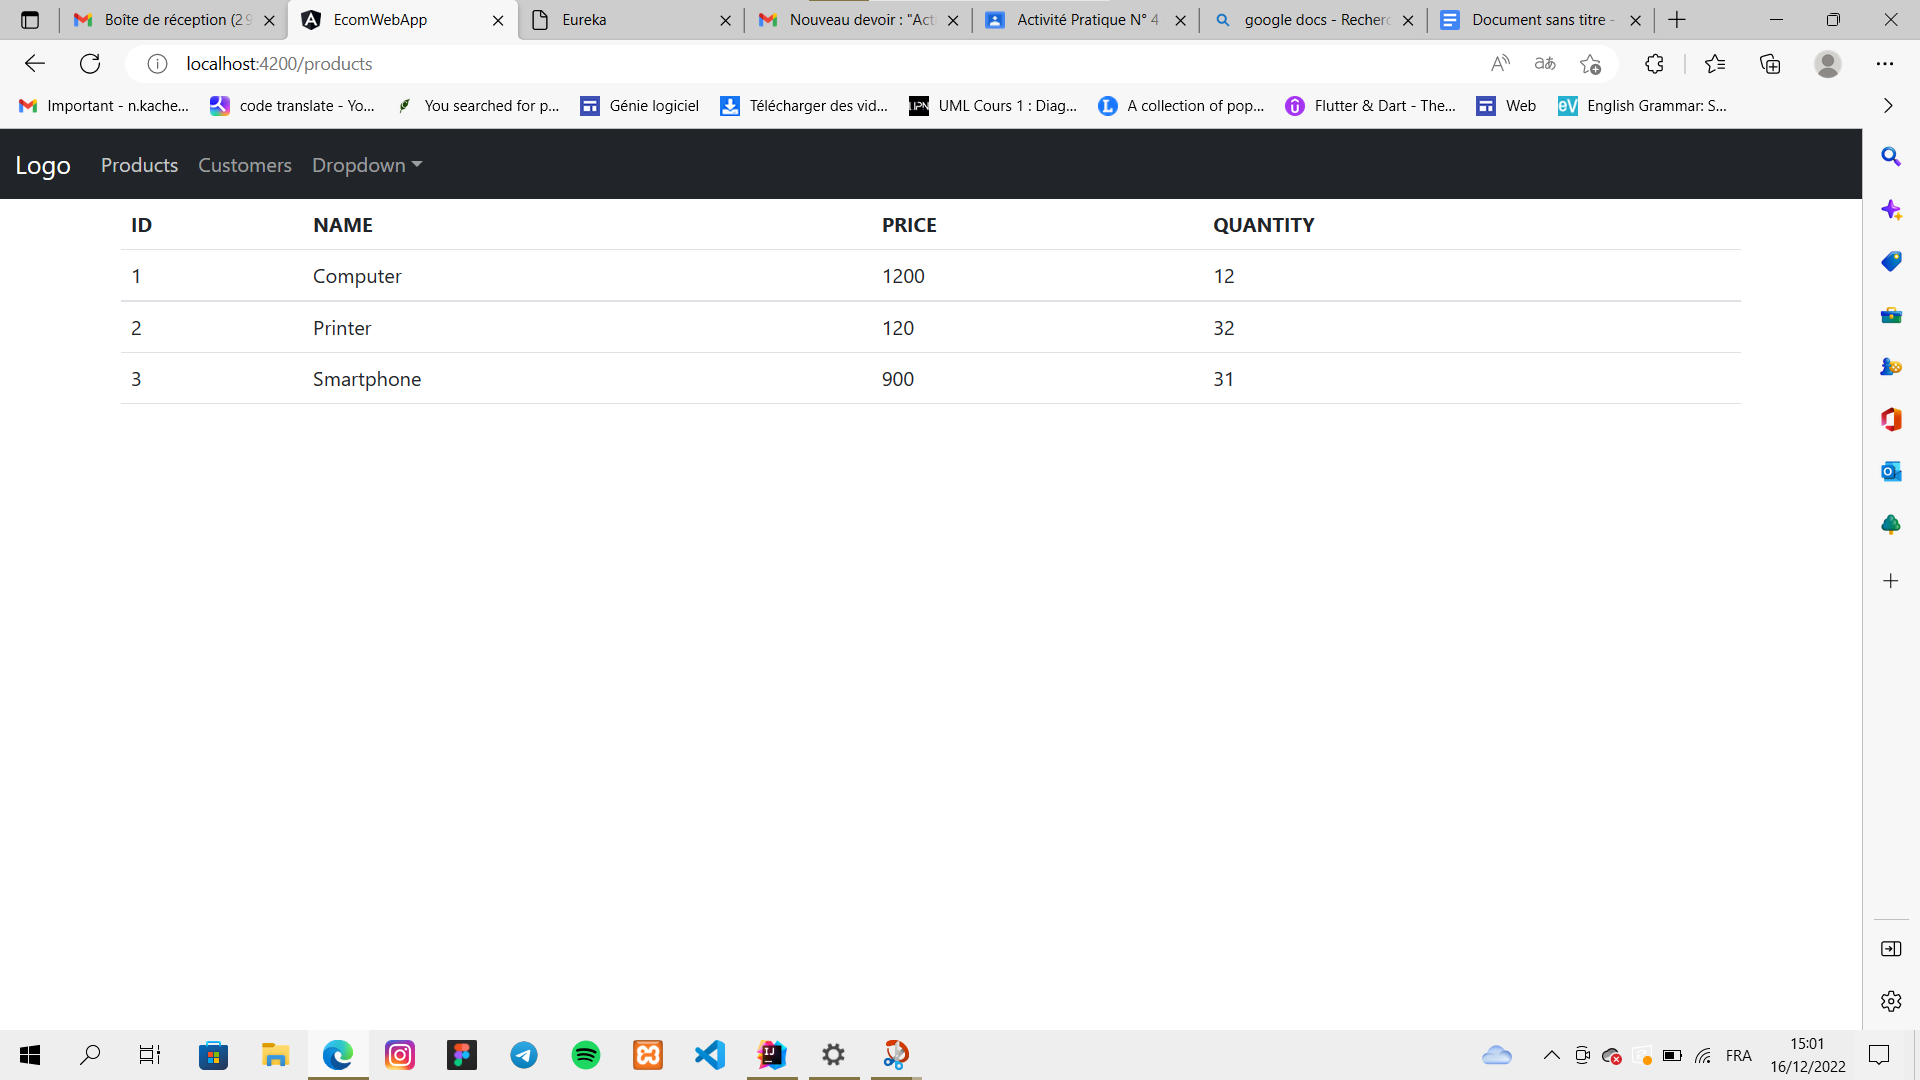 Boîte de réception (2 9
EcomWebApp
Eureka
Nouveau devoir : "Act
Activité Pratique N° 4
google docs - Recherc
Document sans titre -
localhost:4200/products
Important - n.kache...
code translate - Yo...
You searched for p...
Génie logiciel
Télécharger des vid...
UML Cours 1 : Diag...
A collection of pop...
Flutter & Dart - The...
Web
English Grammar: S...
Logo Products Customers Dropdown
ID NAME PRICE QUANTITY
1 Computer 1200 12
2 Printer 120 32
3 Smartphone 900 31
FRA
15:01
16/12/2022